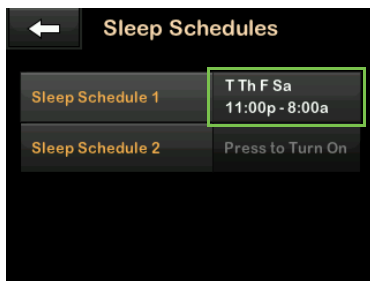 Sleep Schedules
Sleep Schedule 1
T Th F Sa
11:00p - 8:00a
Sleep Schedule 2
Press to Turn On